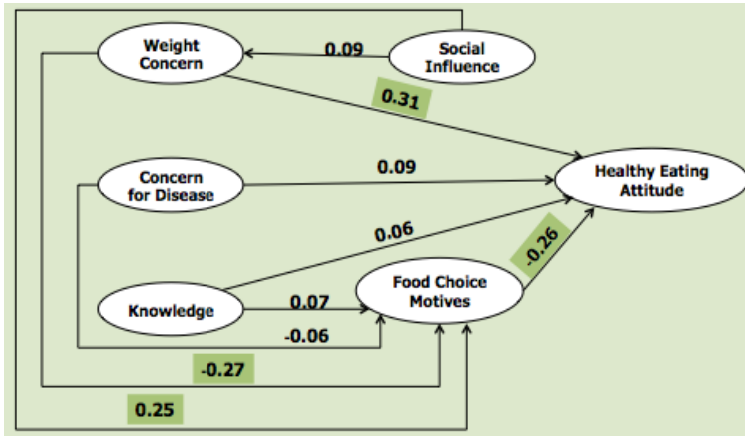 Weight
Concern
0.09
Social
Influence
0.31
Concern
for Disease
0.09
Healthy Eating
Attitude
0.06
-0.26
Food Choice
Motives
Knowledge
0.07
-0.06
-0.27
0.25